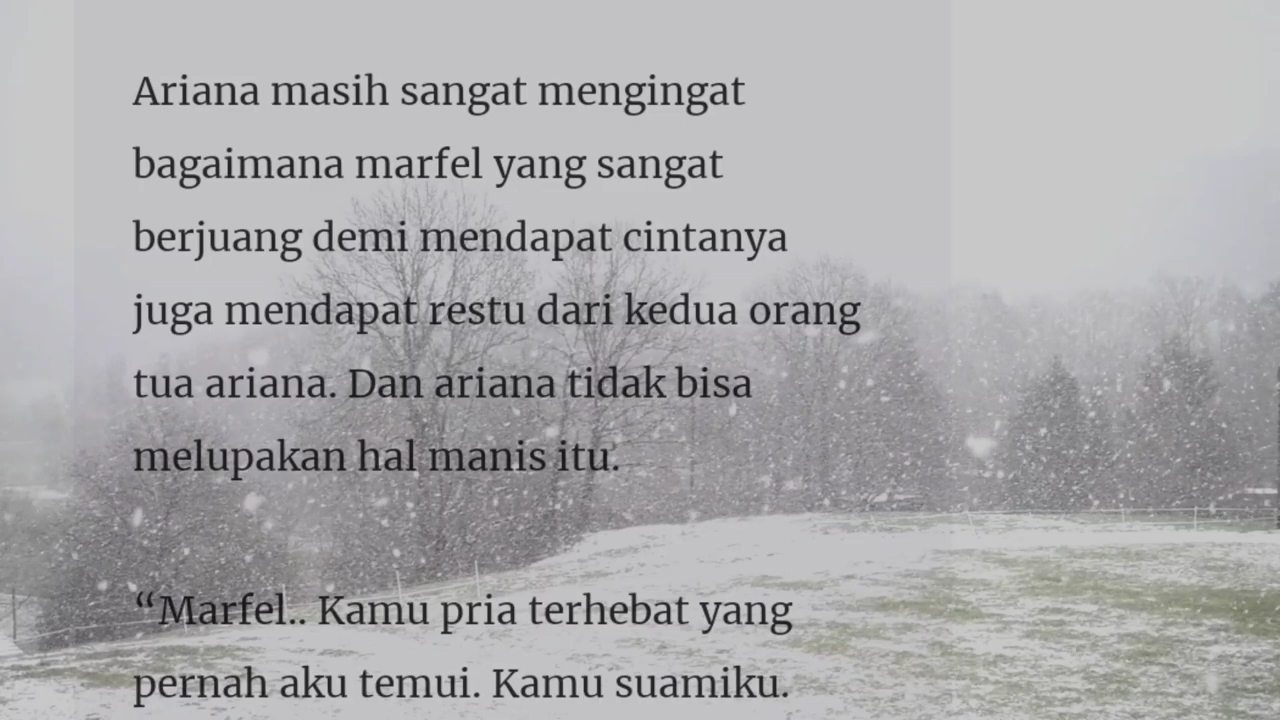 Ariana masih sangat mengingat
bagaimana marfel yang sangat
berjuang demi mendapat cintanya
juga mendapat restu dari kedua orang
tua ariana. Dan ariana tidak bisa
melupakan hal manis itu.
“Marfel.. Kamu pria terhebat yang
pernah aku temui. Kamu suamiku.